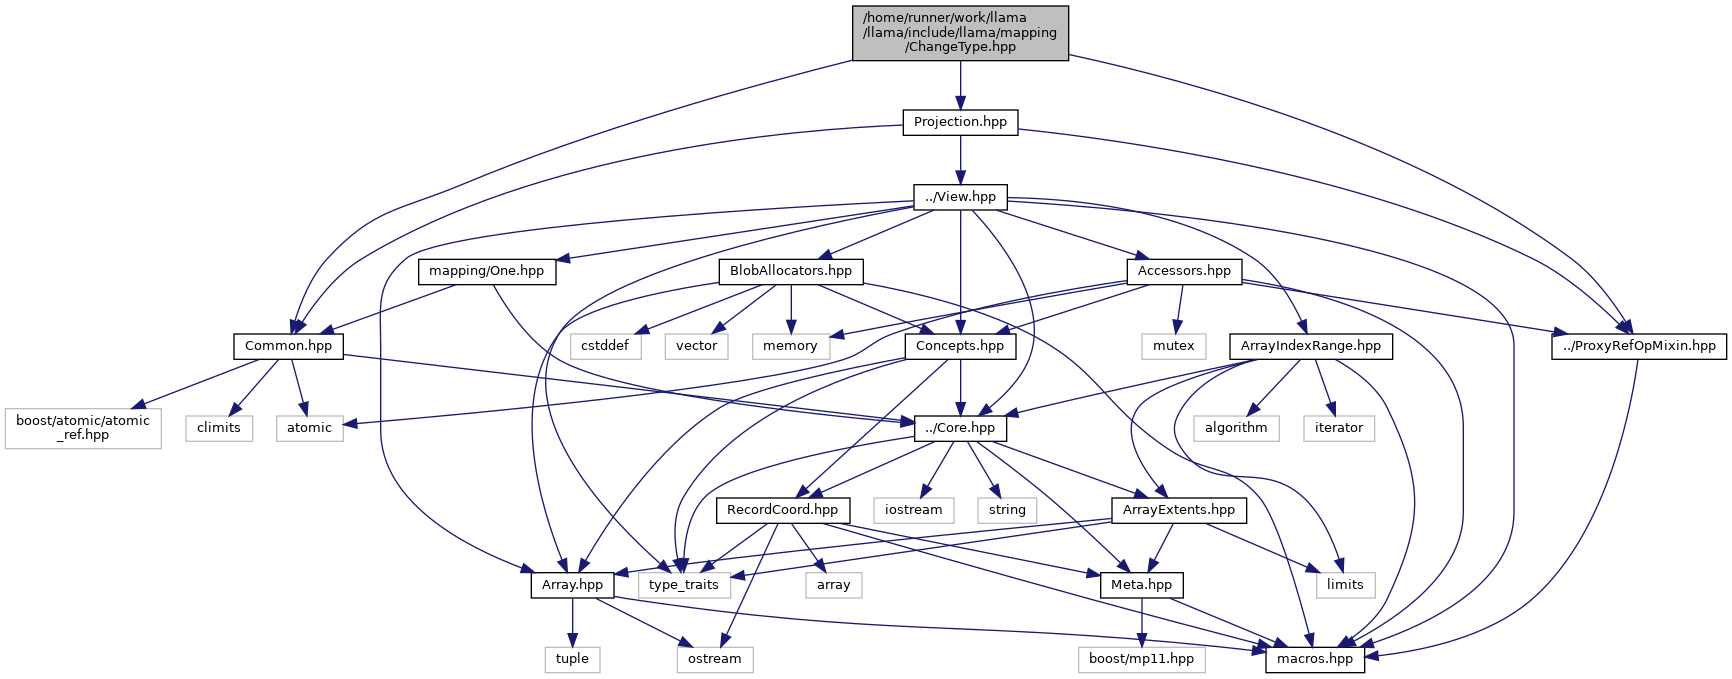 /home/runner/work/llama
/llama/include/llama/mapping
/ChangeType.hpp
Projection.hpp
../View.hpp
mapping/One.hpp
BlobAllocators.hpp
Accessors.hpp
Common.hpp
cstddef
vector
memory
Concepts.hpp
mutex
ArrayIndexRange.hpp
../ProxyRefOpMixin.hpp
boost/atomic/atomic
_ref.hpp
climits
atomic
../Core.hpp
algorithm
iterator
RecordCoord.hpp
iostream
string
ArrayExtents.hpp
Array.hpp
type_traits
array
Meta.hpp
limits
tuple
ostream
boost/mp11.hpp
macros.hpp